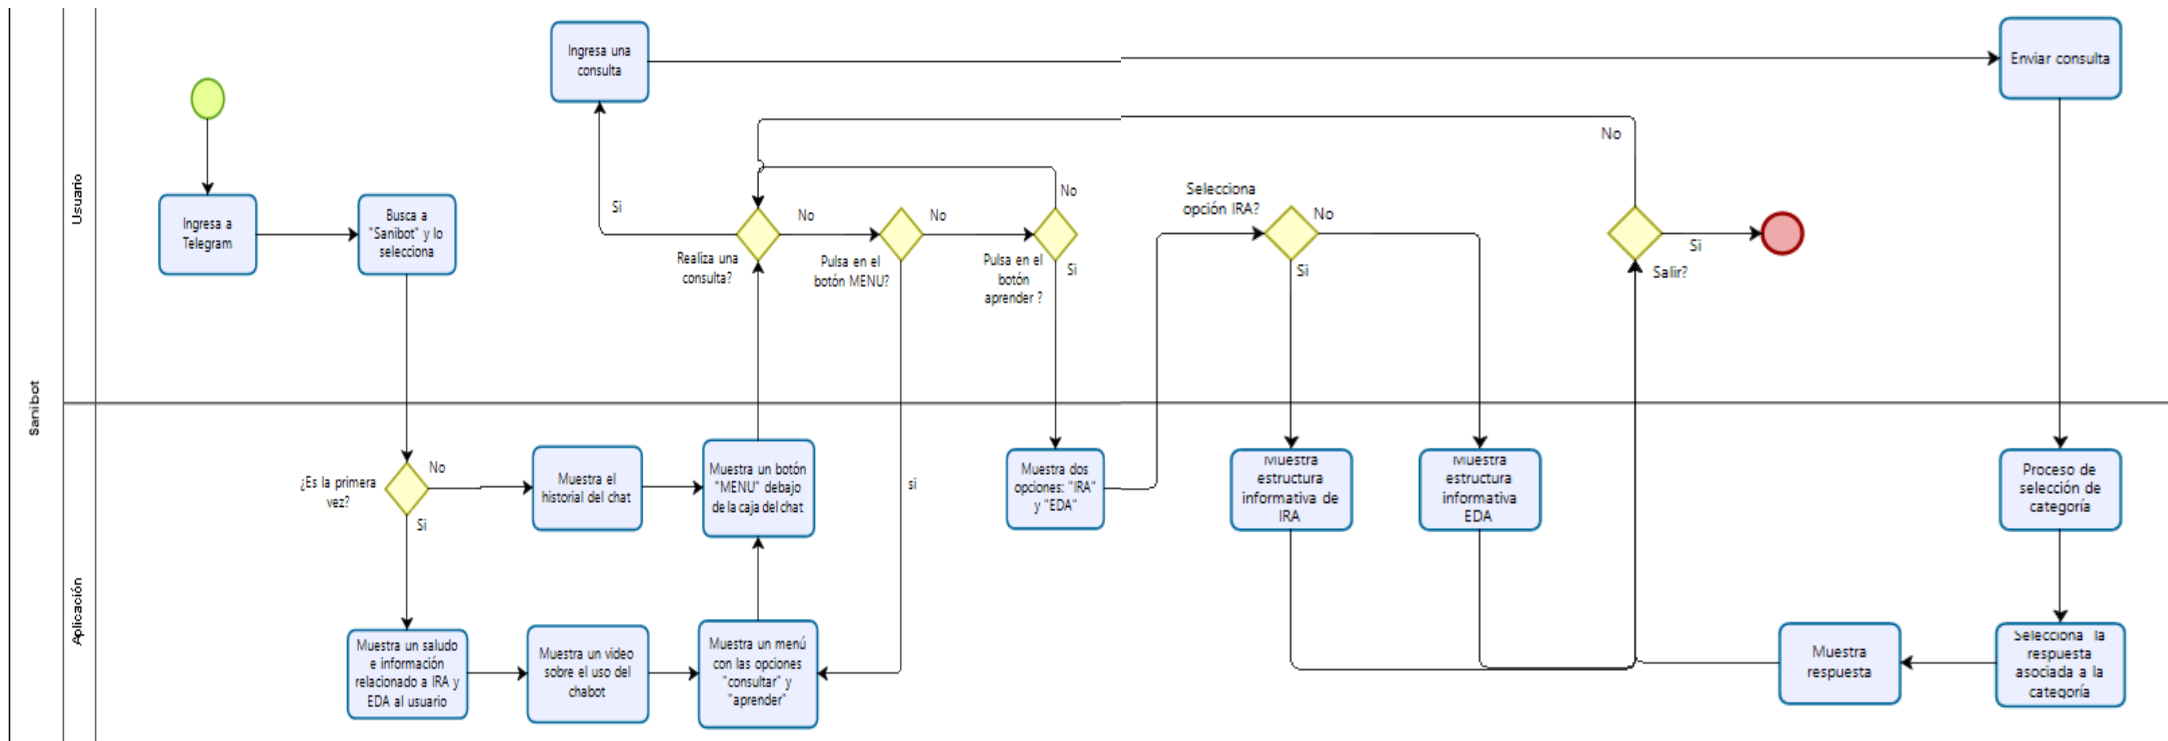 Sanibot
Usuario
Aplicación
Ingresa a
Telegram
Busca a
"Sanibot" y lo
selecciona
¿Es la primera
vez?
No
Si
Muestra el
historial del chat
Muestra un botón
"MENU" debajo
de la caja del chat
Muestra un saludo
e información
relacionado a IRA y
EDA al usuario
Muestra un video
sobre el uso del
chabot
Muestra un menú
con las opciones
"consultar" y
"aprender"
Realiza una
consulta?
Si
No
Ingresa una
consulta
Enviar consulta
Pulsa en el
botón MENU?
No
si
Pulsa en el
botón
aprender ?
No
Si
Muestra dos
opciones: "IRA"
y "EDA"
Selecciona
opción IRA?
No
Si
Muestra
estructura
informativa de
IRA
Muestra
estructura
informativa
EDA
Salir?
No
Si
Proceso de
selección de
categoría
Selecciona la
respuesta
asociada a la
categoría
Muestra
respuesta